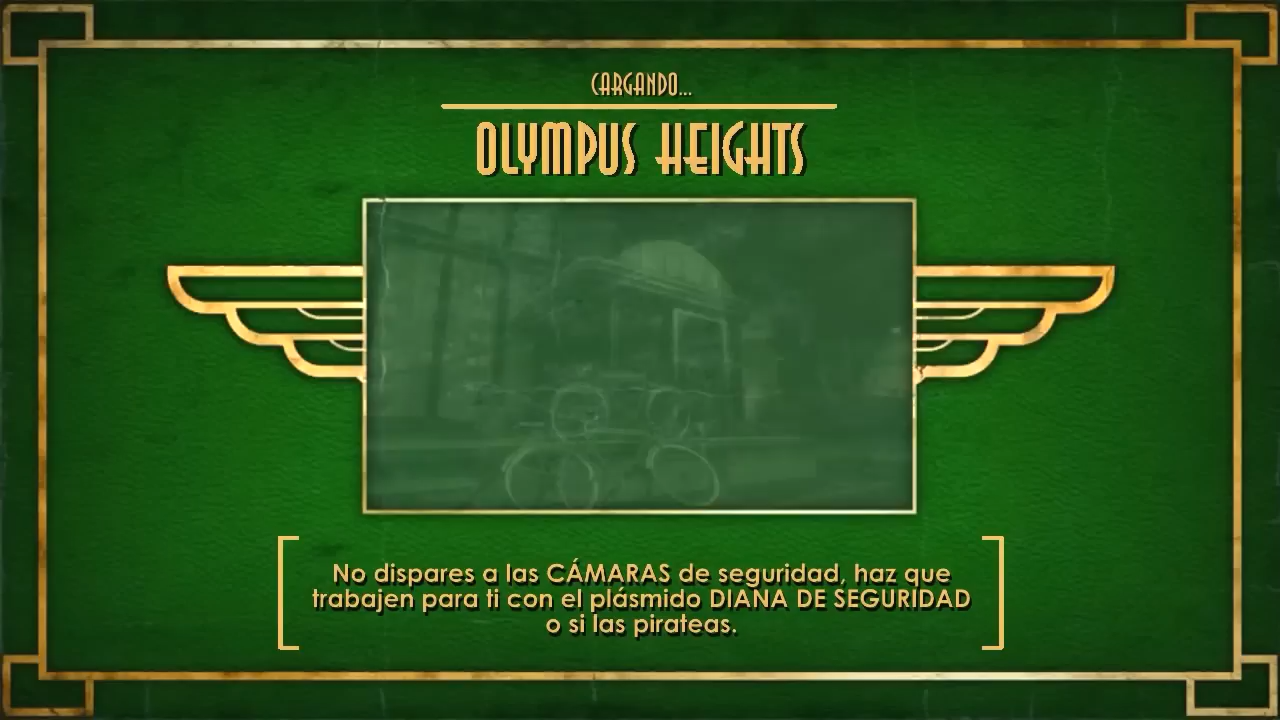 CARGANDO...
OLYMPUS HEIGHTS
No dispares a las CÁMARAS de seguridad, haz que
trabajen para ti con el plásmido DIANA DE SEGURIDAD
o si las pirateas.